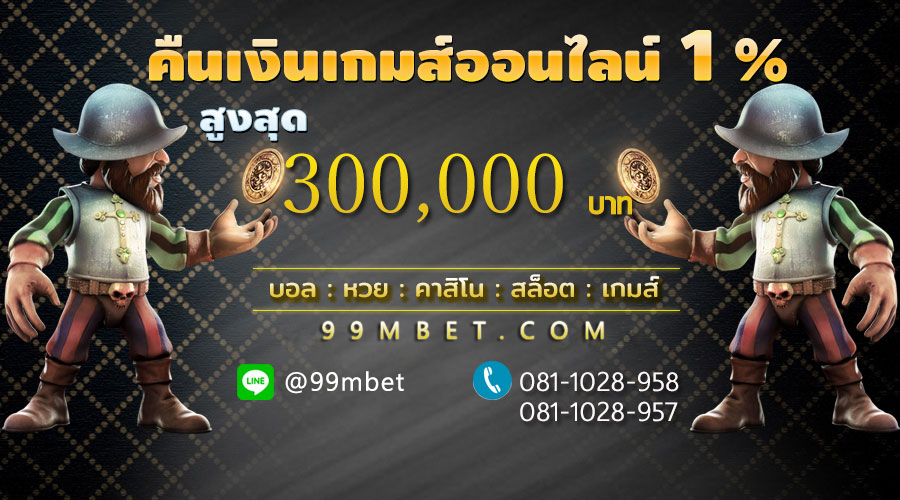 คืนเงินเกมส์ออนไลน์ 1 %
สูงสุด
300,000 บาท
บอล : หวย : คาสิโน : สล็อต : เกมส์
99MBET.COM
LINE @99mbet
081-1028-958
081-1028-957